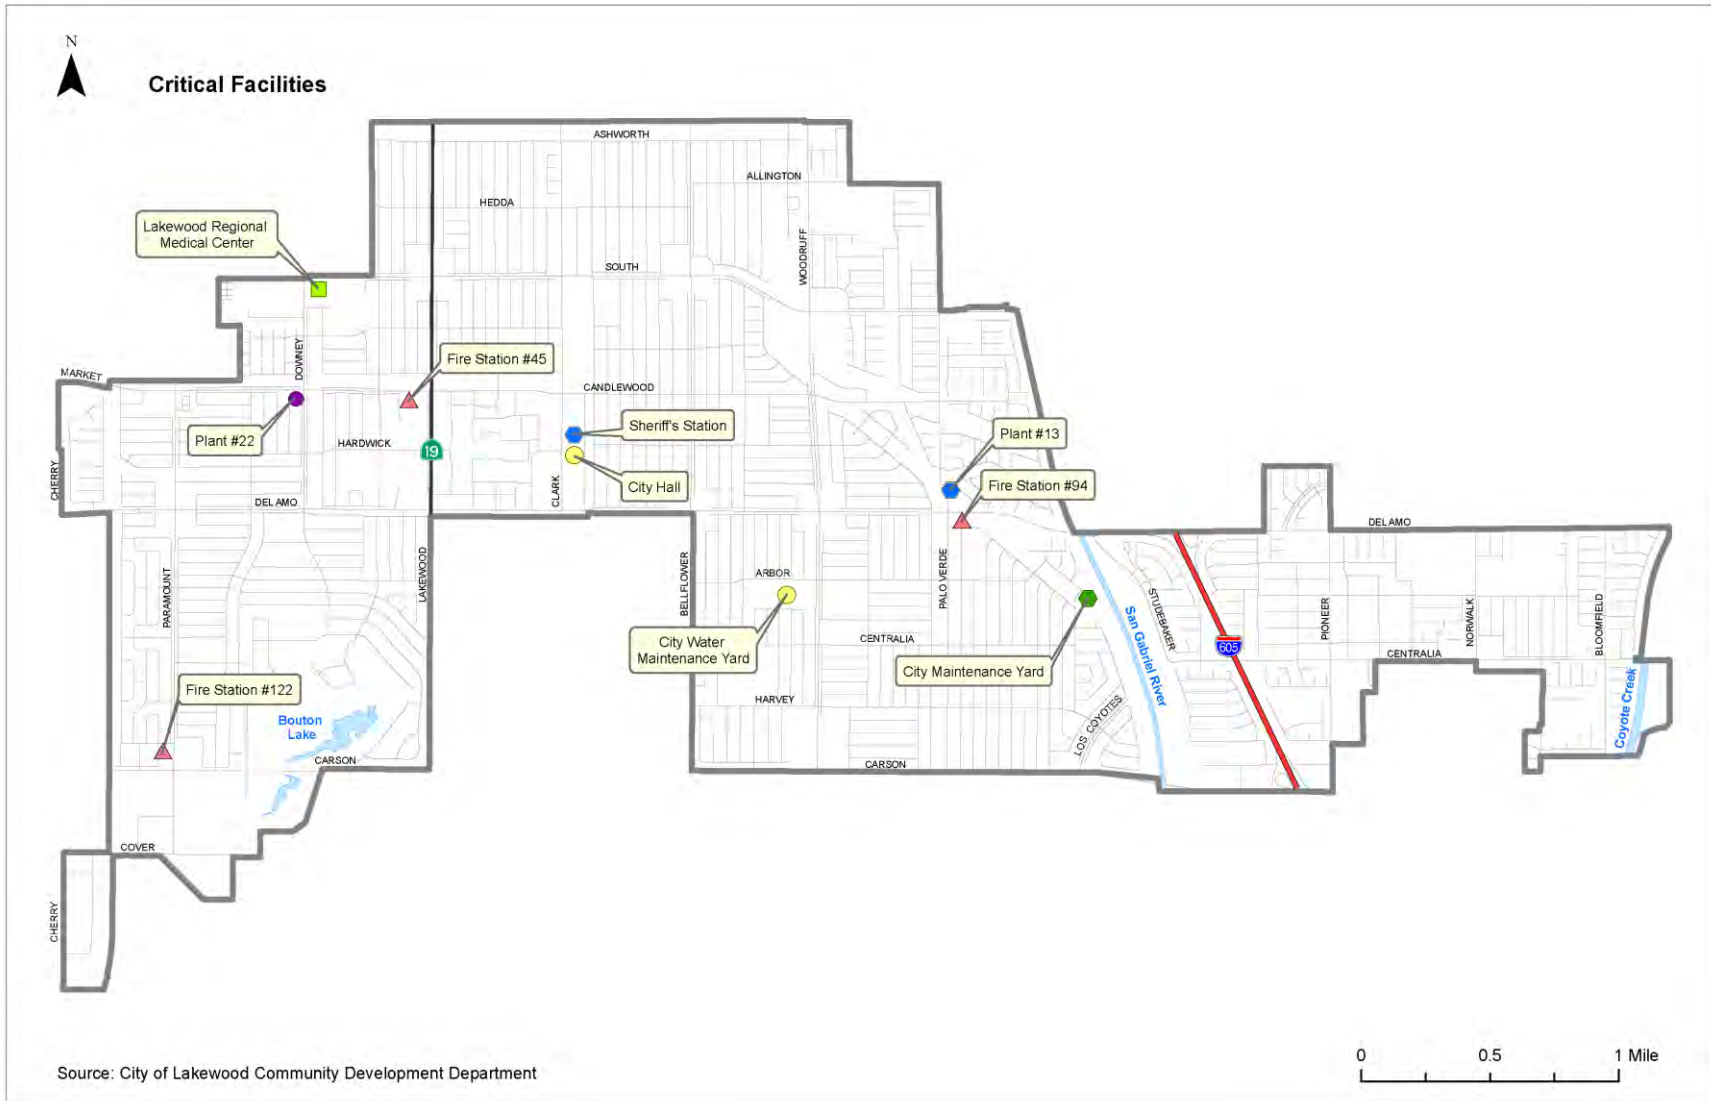 N
Critical Facilities
ASHWORTH
ALLINGTON
HEDDA
Lakewood Regional
Medical Center
WOODRUFF
SOUTH
DOWNEY
Fire Station #45
MARKET
CANDLEWOOD
Sheriff's Station
Plant #22
HARDWICK
19
Plant #13
CHERRY
City Hall
CLARK
Fire Station #94
DEL AMO
DEL AMO
LAKEWOOD
BELLFLOWER
PALO VERDE
ARBOR
PARAMOUNT
STUDEBAKER
PIONEER
NORWALK
BLOOMFIELD
San Gabriel River
City Water
Maintenance Yard
CENTRALIA
605
CENTRALIA
City Maintenance Yard
Fire Station #122
HARVEY
LOS COYOTES
Coyote Creek
Bouton
Lake
CARSON
CARSON
COVER
CHERRY
0 0.5 1 Mile
Source: City of Lakewood Community Development Department